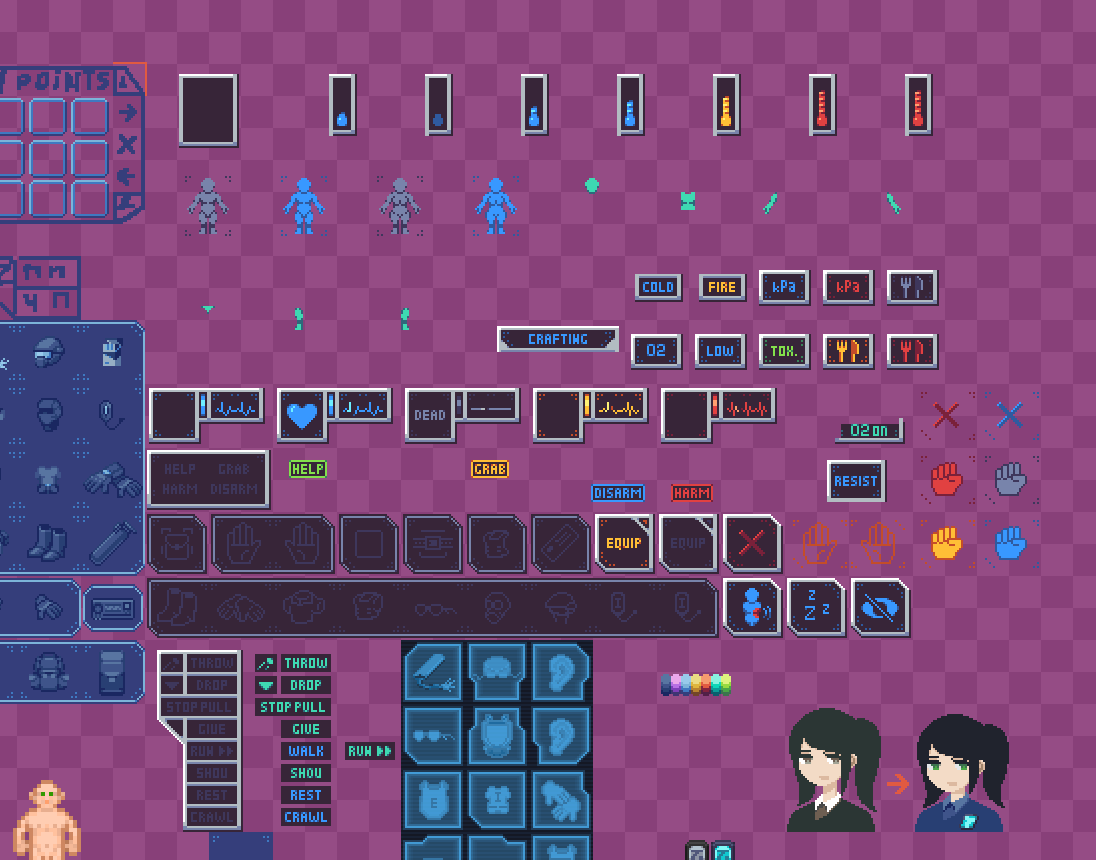 POINTS
COLD FIRE kPa kPa
CRAFTING
O2 LOW TOX.
DEAD
O2 on
HELP GRAB
HARM DISARM
HELP
GRAB
DISARM
HARM
RESIST
EQUIP
EQUIP
z
Z z
THROW
DROP
STOP PULL
GIVE
RUN
SHOU
REST
CRAWL
THROW
DROP
STOP PULL
GIVE
WALK
RUN
SHOU
REST
CRAWL
E
I